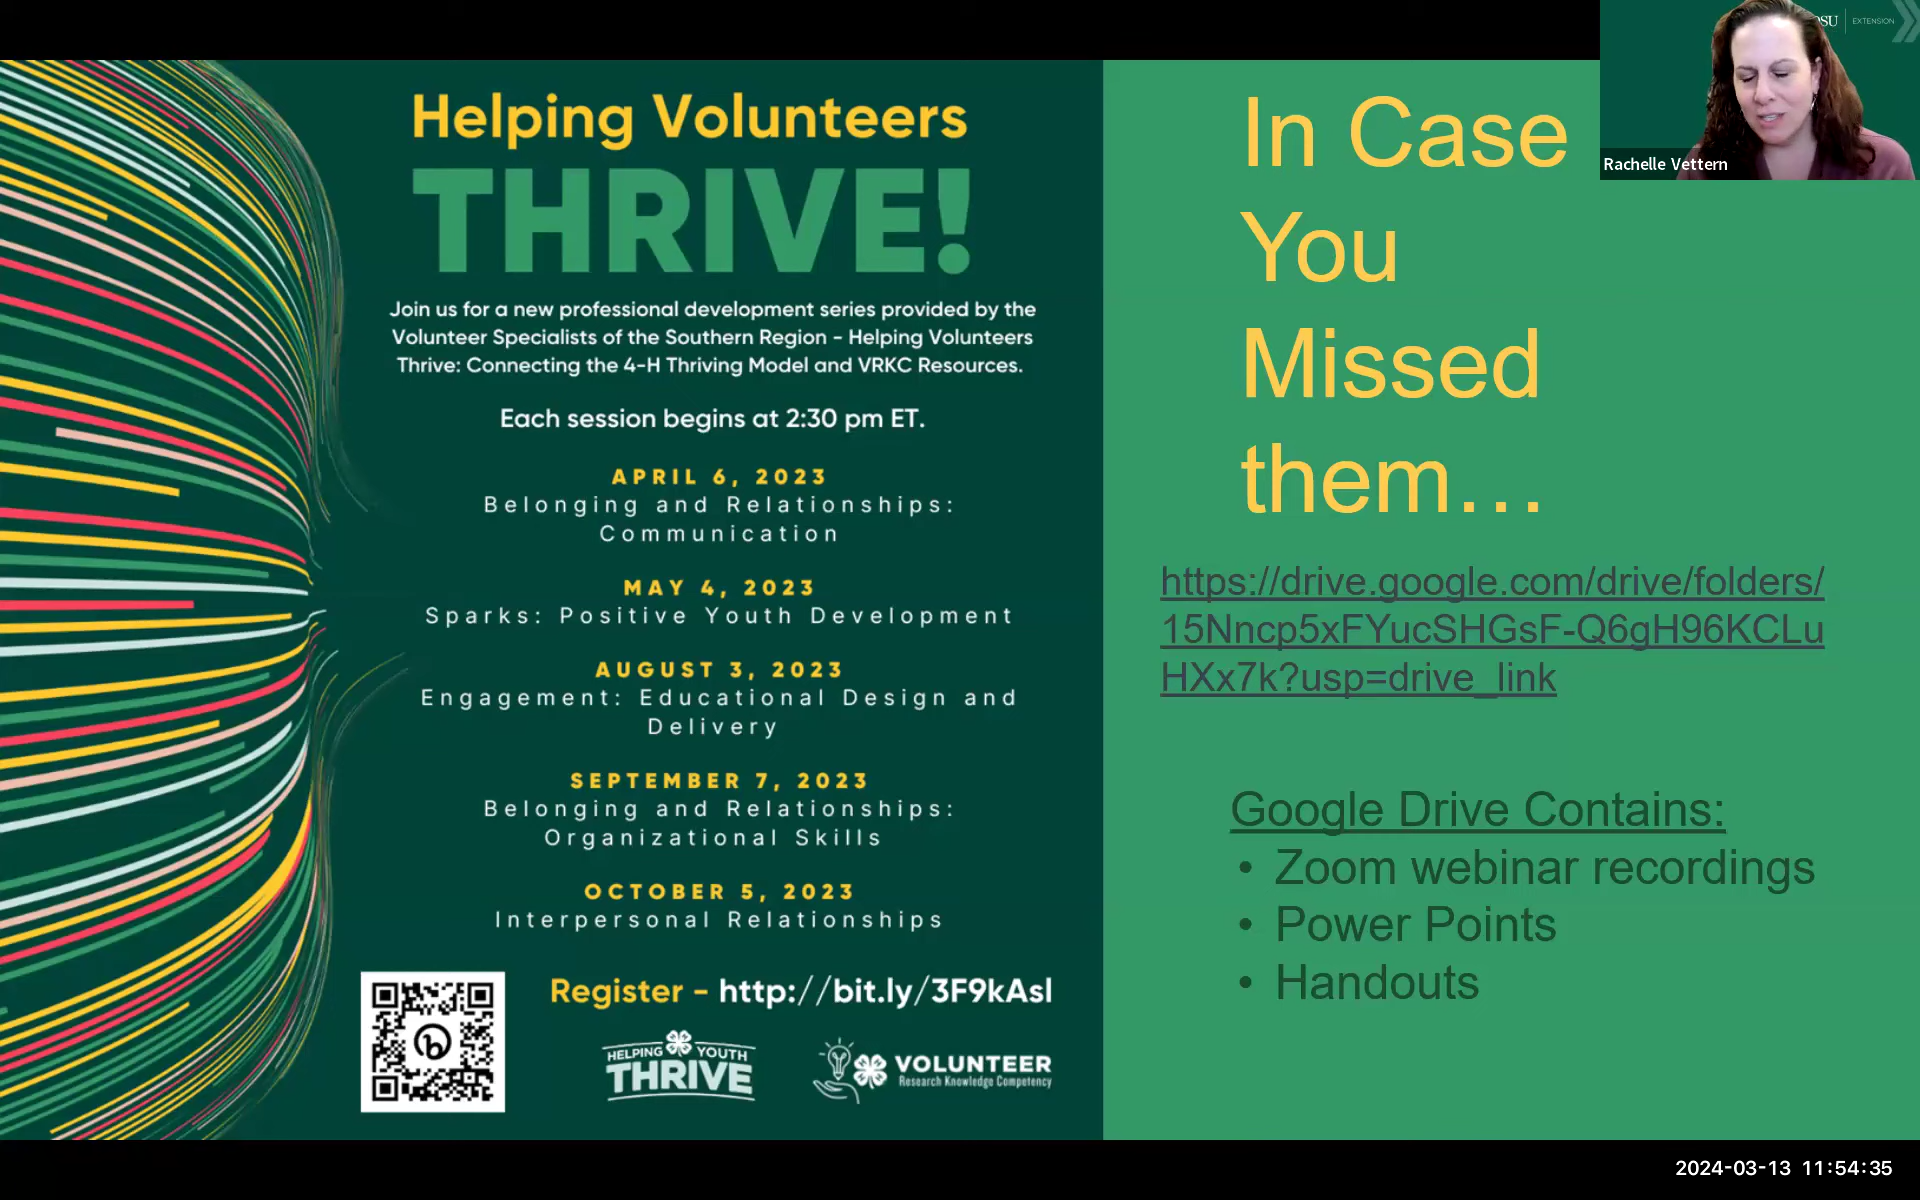 Helping Volunteers
THRIVE!
Join us for a new professional development series provided by the
Volunteer Specialists of the Southern Region - Helping Volunteers
Thrive: Connecting the 4-H Thriving Model and VRKC Resources.
Each session begins at 2:30 pm ET.
APRIL 6, 2023
Belonging and Relationships:
Communication
MAY 4, 2023
Sparks: Positive Youth Development
AUGUST 3, 2023
Engagement: Educational Design and
Delivery
SEPTEMBER 7, 2023
Belonging and Relationships:
Organizational Skills
OCTOBER 5, 2023
Interpersonal Relationships
Register - http://bit.ly/3F9kAsl
HELPING YOUTH
THRIVE
VOLUNTEER
Research Knowledge Competency
In Case
You
Missed
them…
https://drive.google.com/drive/folders/
15Nncp5xFYucSHGsF-Q6gH96KCLu
HXx7k?usp=drive_link
Google Drive Contains:
• Zoom webinar recordings
• Power Points
• Handouts
EXTENSION
Rachelle Vettern
2024-03-13 11:54:35